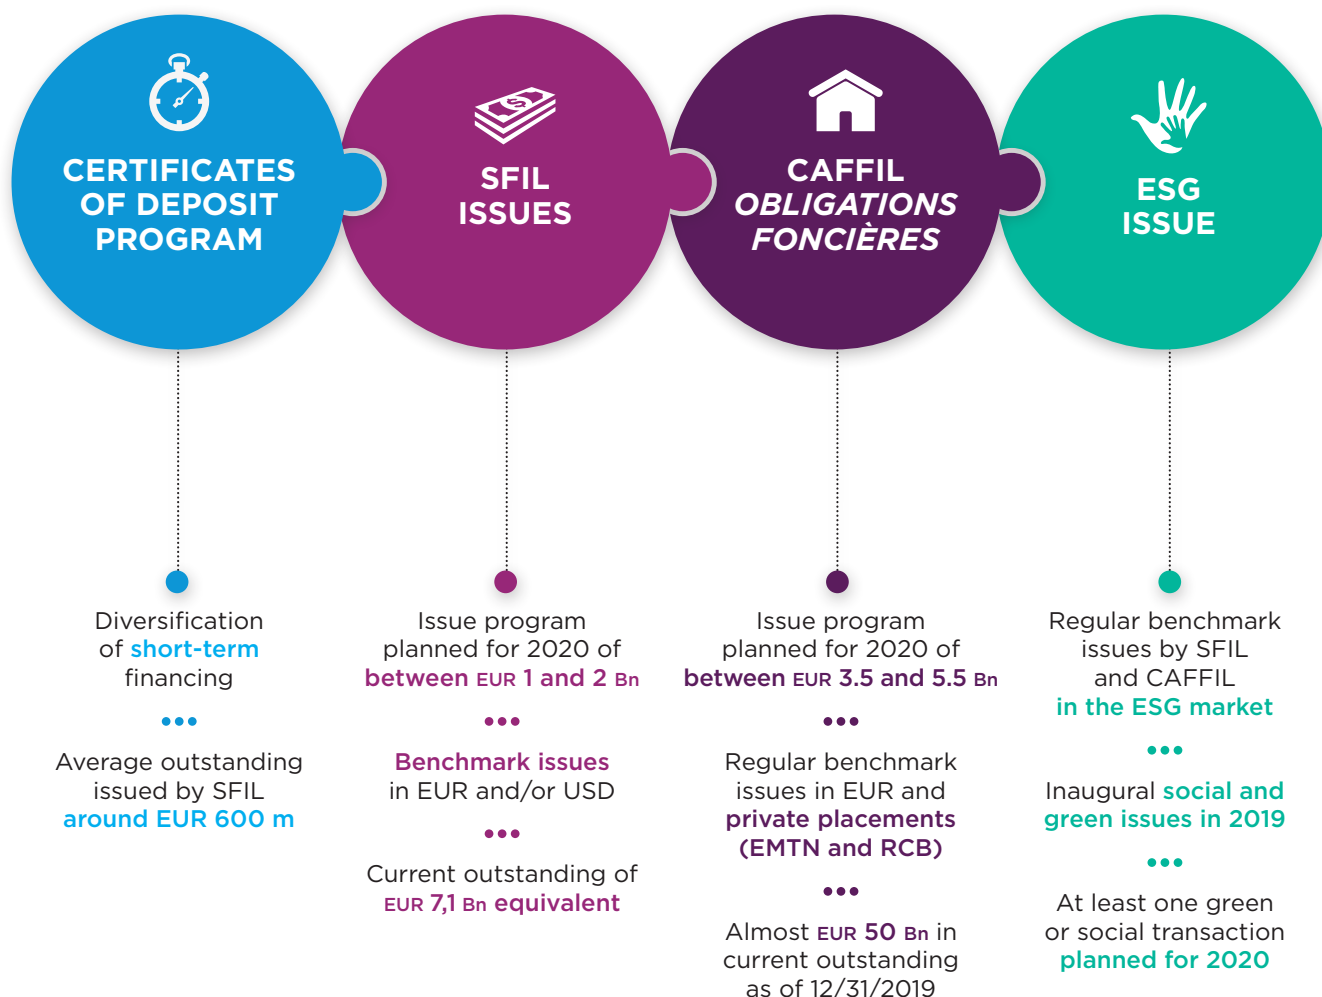 CERTIFICATES
OF DEPOSIT
PROGRAM
SFIL
ISSUES
CAFFIL
OBLIGATIONS
FONCIÈRES
ESG
ISSUE
Diversification
of short-term
financing
Average outstanding
issued by SFIL
around EUR 600 m
Issue program
planned for 2020 of
between EUR 1 and 2 Bn
Benchmark issues
in EUR and/or USD
Current outstanding of
EUR 7,1 Bn equivalent
Issue program
planned for 2020 of
between EUR 3.5 and 5.5 Bn
Regular benchmark
issues in EUR and
private placements
(EMTN and RCB)
Almost EUR 50 Bn in
current outstanding
as of 12/31/2019
Regular benchmark
issues by SFIL
and CAFFIL
in the ESG market
Inaugural social and
green issues in 2019
At least one green
or social transaction
planned for 2020